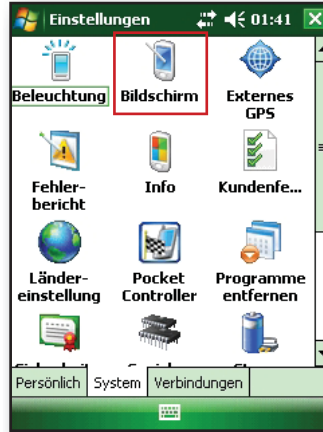 Einstellungen 01:41
Beleuchtung Bildschirm Externes
GPS
Fehler-
bericht Info Kundenfe...
Länder-
einstellung Pocket
Controller Programme
entfernen
Persönlich System Verbindungen